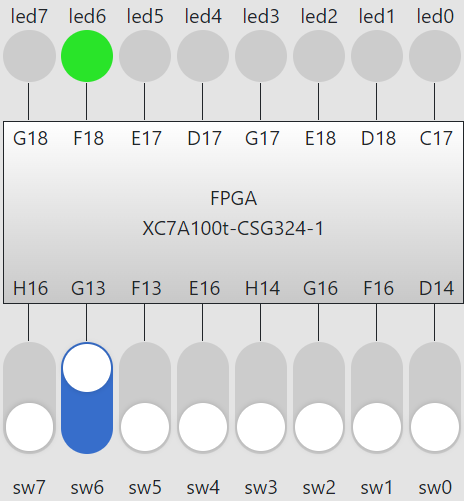 led7 led6 led5 led4 led3 led2 led1 led0
G18 F18 E17 D17 G17 E18 D18 C17
FPGA
XC7A100t-CSG324-1
H16 G13 F13 E16 H14 G16 F16 D14
sw7 sw6 sw5 sw4 sw3 sw2 sw1 sw0